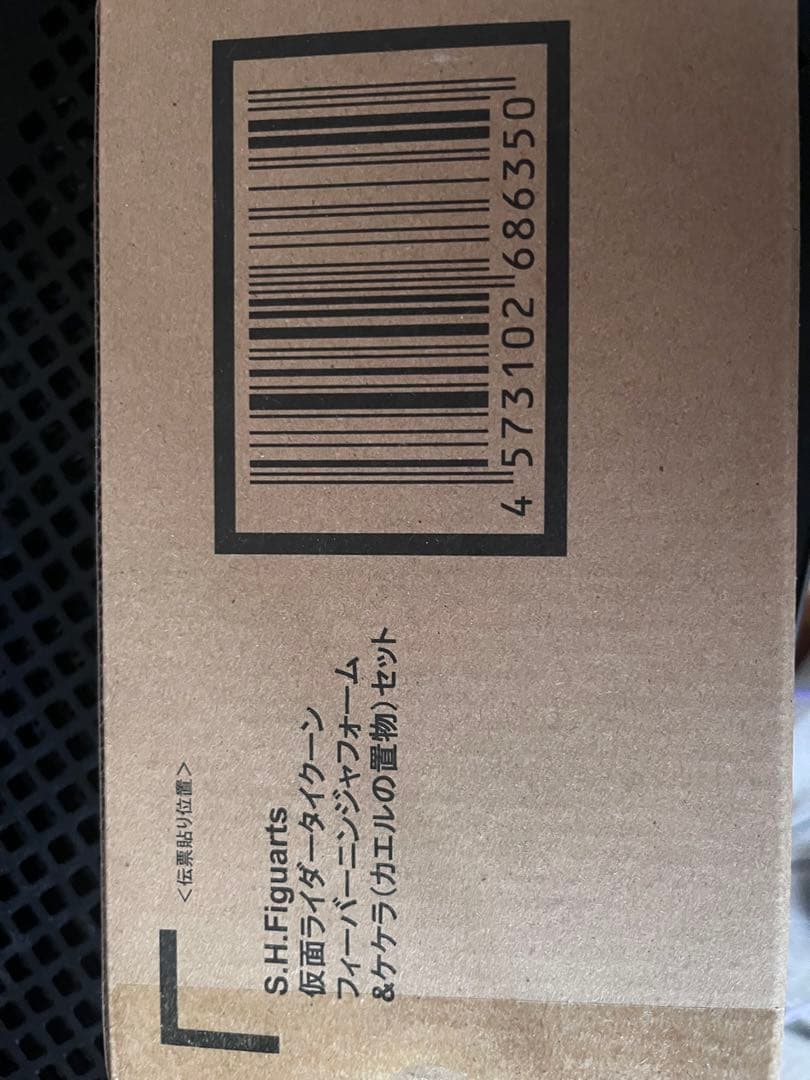 <伝票貼り位置>
S.H.Figuarts
仮面ライダータイクーン
フィーバーニンジャフォーム
&ケケラ(カエルの置物)セット
4 573102 686350